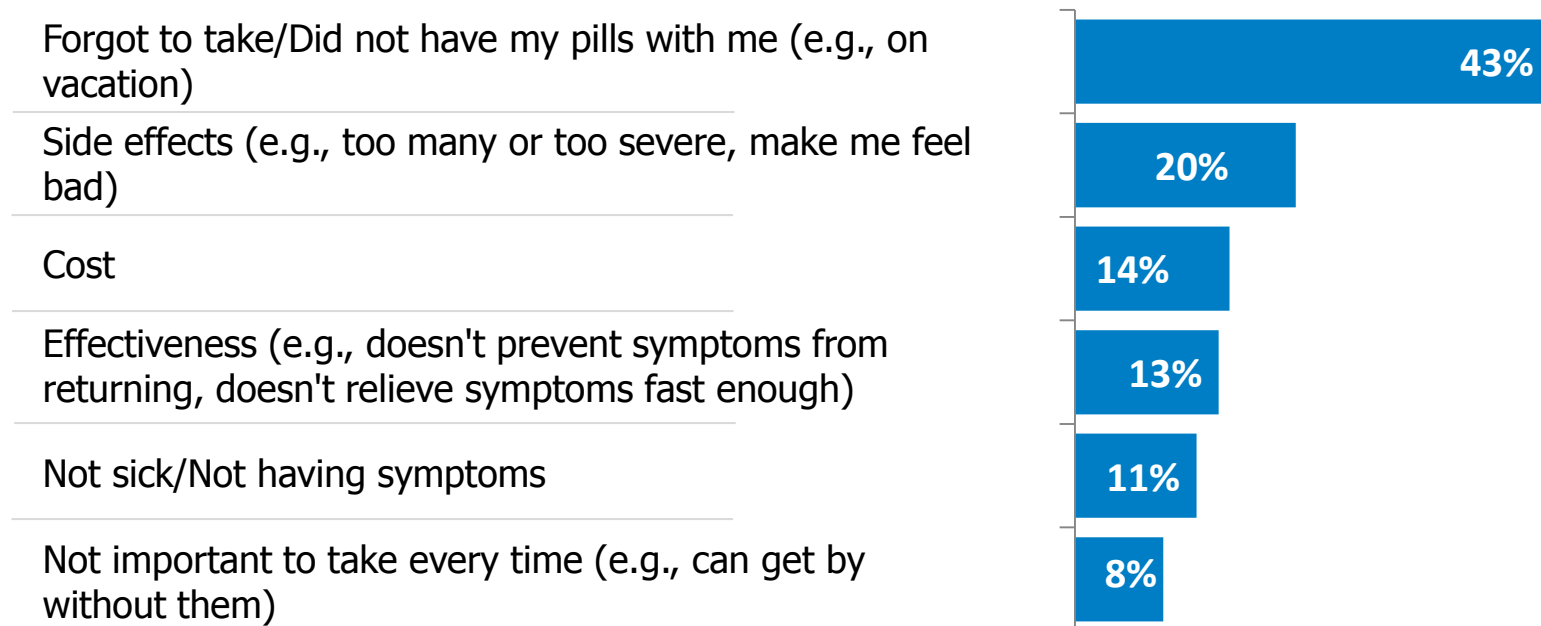 Forgot to take/Did not have my pills with me (e.g., on
vacation)
43%
Side effects (e.g., too many or too severe, make me feel
bad)
20%
Cost
14%
Effectiveness (e.g., doesn't prevent symptoms from
returning, doesn't relieve symptoms fast enough)
13%
Not sick/Not having symptoms
11%
Not important to take every time (e.g., can get by
without them)
8%